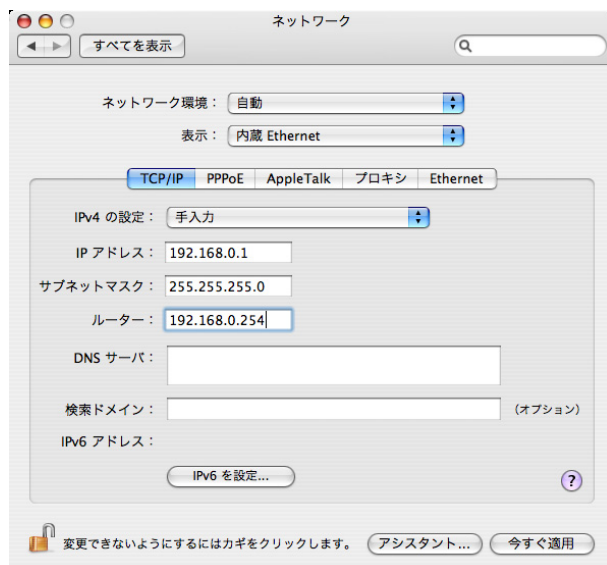 ネットワーク
すべてを表示
ネットワーク環境： 自動
表示： 内蔵 Ethernet
TCP/IP PPPoE AppleTalk プロキシ Ethernet
IPv4 の設定： 手入力
IP アドレス： 192.168.0.1
サブネットマスク： 255.255.255.0
ルーター： 192.168.0.254
DNS サーバ：
検索ドメイン： (オプション)
IPv6 アドレス：
IPv6 を設定... ?
変更できないようにするにはカギをクリックします。 アシスタント... 今すぐ適用